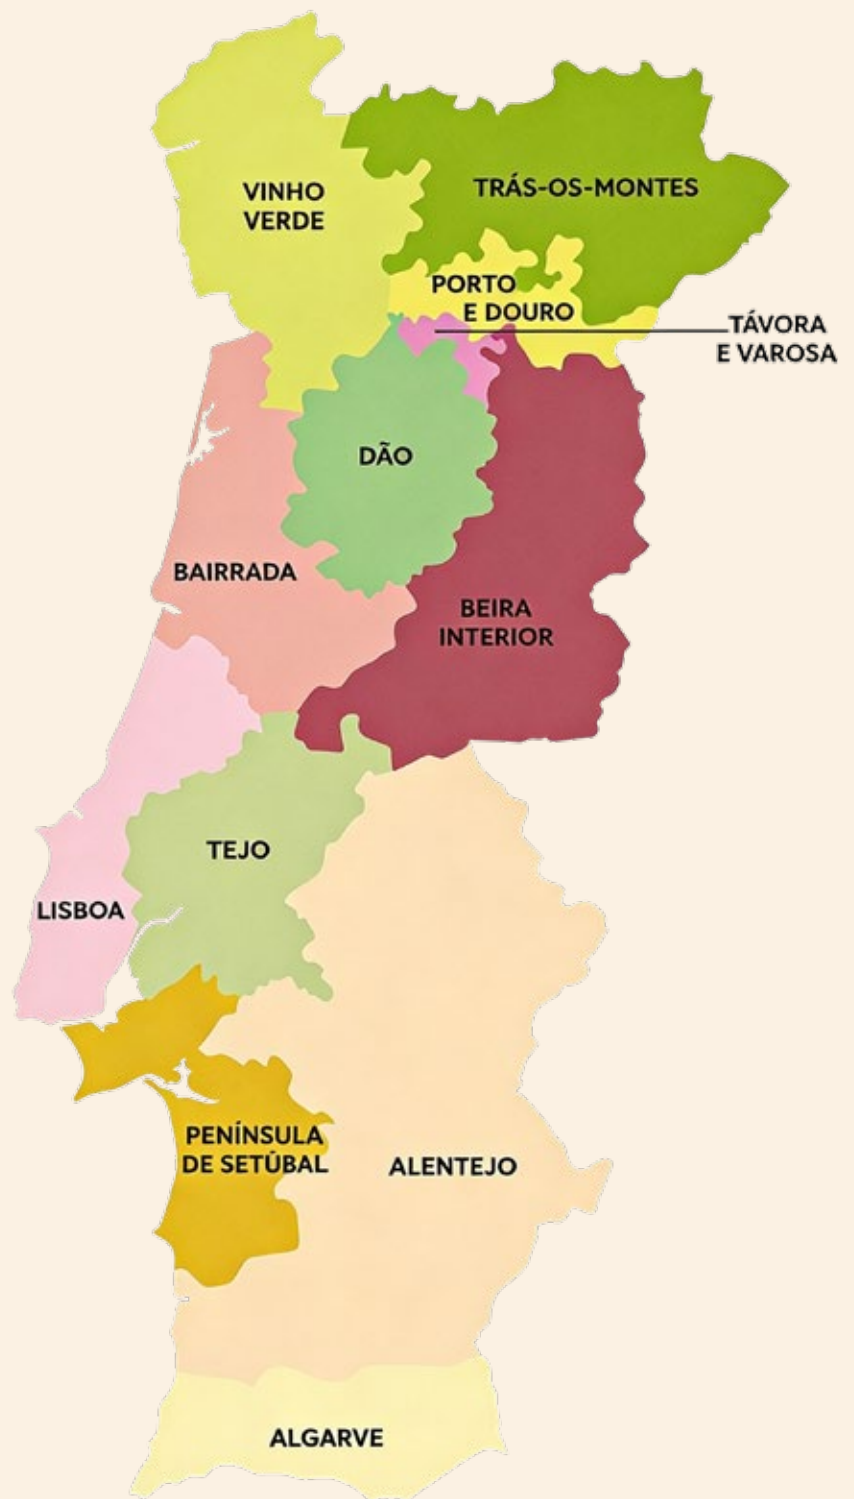 VINHO
VERDE
TRÁS-OS-MONTES
PORTO
E DOURO
TÁVORA
E VAROSA
DÃO
BAIRRADA
BEIRA
INTERIOR
TEJO
LISBOA
PENÍNSULA
DE SETÚBAL
ALENTEJO
ALGARVE